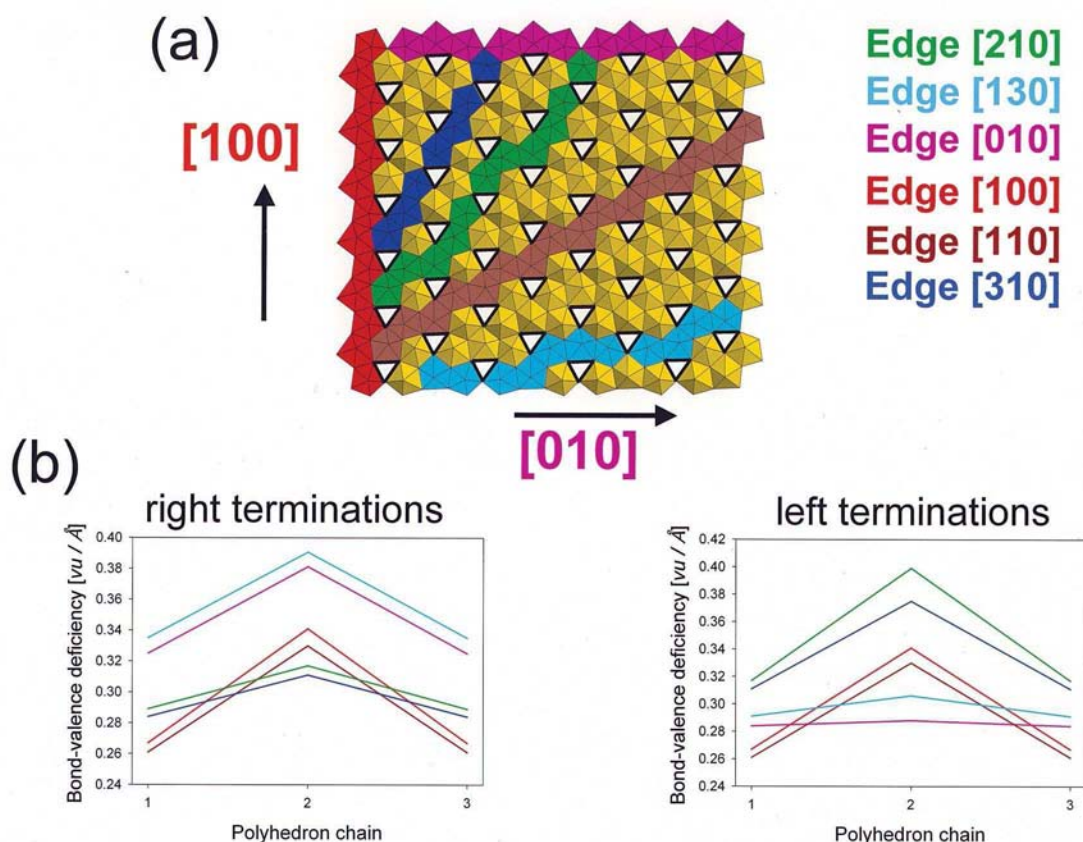 (a)
[100]
[010]
Edge [210]
Edge [130]
Edge [010]
Edge [100]
Edge [110]
Edge [310]
(b)
right terminations
Bond-valence deficiency [vu / Å]
0.40
0.38
0.36
0.34
0.32
0.30
0.28
0.26
0.24
1
2
3
Polyhedron chain
left terminations
Bond-valence deficiency [vu / Å]
0.42
0.40
0.38
0.36
0.34
0.32
0.30
0.28
0.26
0.24
1
2
3
Polyhedron chain